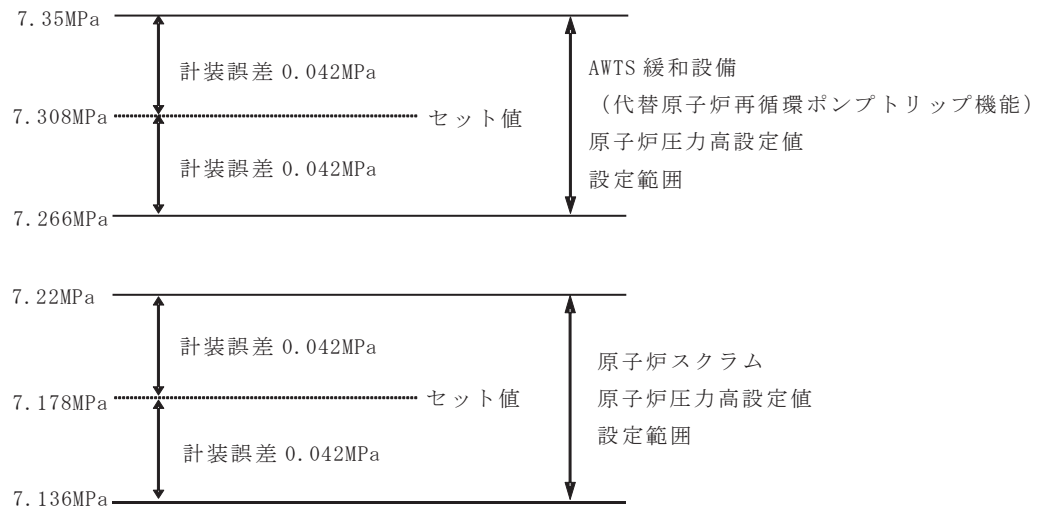 7.35MPa
計装誤差 0.042MPa
7.308MPa
セット値
計装誤差 0.042MPa
7.266MPa
AWTS 緩和設備
（代替原子炉再循環ポンプトリップ機能）
原子炉圧力高設定値
設定範囲
7.22MPa
計装誤差 0.042MPa
7.178MPa
セット値
計装誤差 0.042MPa
7.136MPa
原子炉スクラム
原子炉圧力高設定値
設定範囲